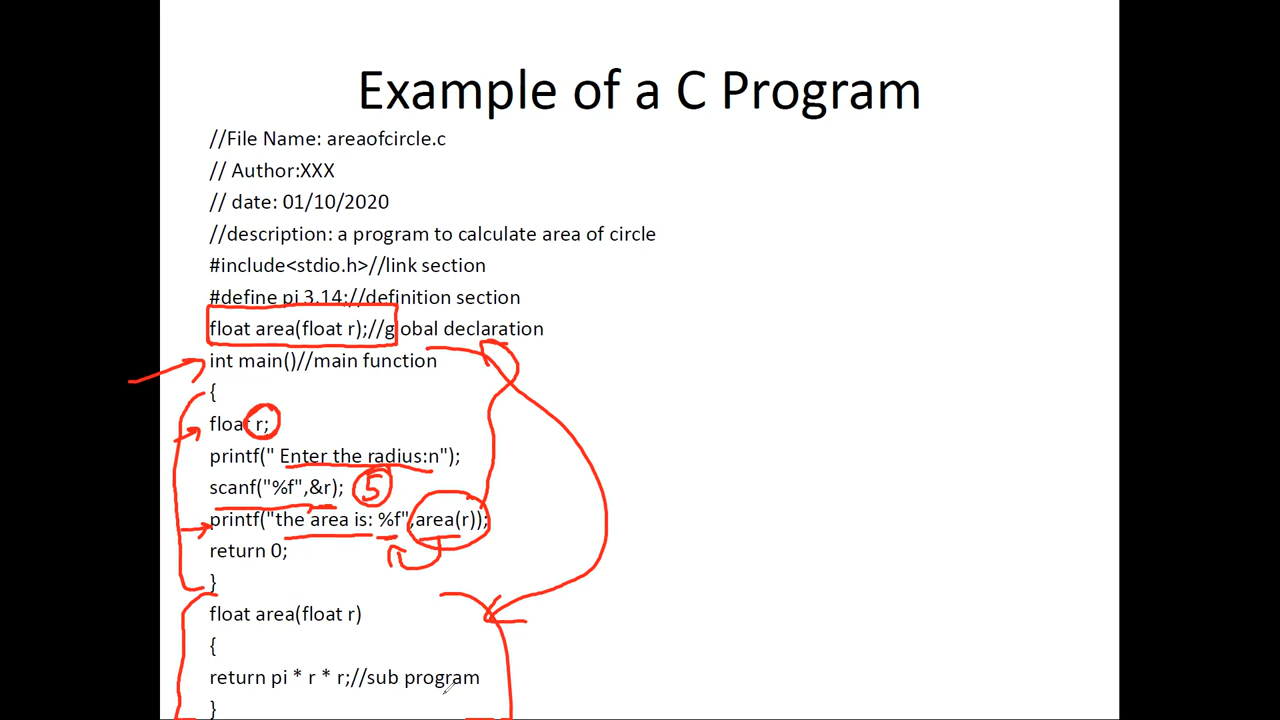 Example of a C Program
//File Name: areaofcircle.c
// Author:XXX
// date: 01/10/2020
//description: a program to calculate area of circle
#include<stdio.h>//link section
#define pi 3.14;//definition section
float area(float r);//global declaration
int main()//main function
{
float r;
printf(" Enter the radius:n");
scanf("%f",&r); 5
printf("the area is: %f",area(r));
return 0;
}
float area(float r)
{
return pi * r * r;//sub program
}